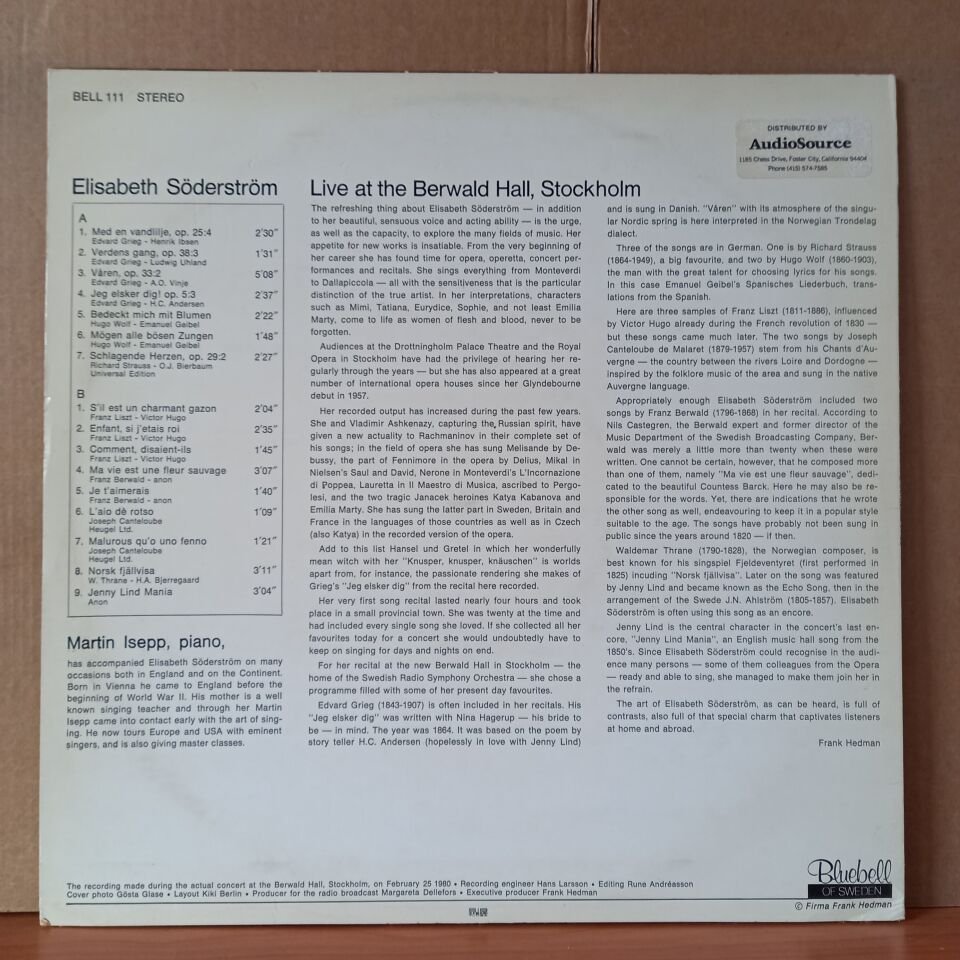 BELL 111 STEREO
DISTRIBUTED BY
AudioSource
1185 Chess Drive, Foster City, California 94404
Phone (415) 574-7585
Elisabeth Söderström
A
1. Med en vandlilje, op. 25:4 2'30"
Edvard Grieg - Henrik Ibsen
2. Verdens gang, op. 38:3 1'31"
Edvard Grieg - Ludwig Uhland
3. Våren, op. 33:2 5'08"
Edvard Grieg - A.O. Vinje
4. Jeg elsker dig! op. 5:3 2'37"
Edvard Grieg - H.C. Andersen
5. Bedeckt mich mit Blumen 2'22"
Hugo Wolf - Emanuel Geibel
6. Mögen alle bösen Zungen 1'48"
Hugo Wolf - Emanuel Geibel
7. Schlagende Herzen, op. 29:2 2'27"
Richard Strauss - O.J. Bierbaum
Universal Edition
B
1. S'il est un charmant gazon 2'04"
Franz Liszt - Victor Hugo
2. Enfant, si j'etais roi 2'35"
Franz Liszt - Victor Hugo
3. Comment, disaient-ils 1'45"
Franz Liszt - Victor Hugo
4. Ma vie est une fleur sauvage 3'07"
Franz Berwald - anon
5. Je t'aimerais 1'40"
Franz Berwald - anon
6. L'aio dè rotso 1'09"
Joseph Canteloube
Heugel Ltd.
7. Malurous qu'o uno fenno 1'21"
Joseph Canteloube
Heugel Ltd.
8. Norsk fjällvisa 3'11"
W. Thrane - H.A. Bjerregaard
9. Jenny Lind Mania 3'04"
Anon
Martin Isepp, piano,
has accompanied Elisabeth Söderström on many
occasions both in England and on the Continent.
Born in Vienna he came to England before the
beginning of World War II. His mother is a well
known singing teacher and through her Martin
Isepp came into contact early with the art of sing-
ing. He now tours Europe and USA with eminent
singers, and is also giving master classes.
Live at the Berwald Hall, Stockholm
The refreshing thing about Elisabeth Söderström — in addition
to her beautiful, sensuous voice and acting ability — is the urge,
as well as the capacity, to explore the many fields of music. Her
appetite for new works is insatiable. From the very beginning of
her career she has found time for opera, operetta, concert per-
formances and recitals. She sings everything from Monteverdi
to Dallapiccola — all with the sensitiveness that is the particular
distinction of the true artist. In her interpretations, characters
such as Mimi, Tatiana, Eurydice, Sophie, and not least Emilia
Marty, come to life as women of flesh and blood, never to be
forgotten.
Audiences at the Drottningholm Palace Theatre and the Royal
Opera in Stockholm have had the privilege of hearing her re-
gularly through the years — but she has also appeared at a great
number of international opera houses since her Glyndebourne
debut in 1957.
Her recorded output has increased during the past few years.
She and Vladimir Ashkenazy, capturing the Russian spirit, have
given a new actuality to Rachmaninov in their complete set of
his songs; in the field of opera she has sung Melisande by De-
bussy, the part of Fennimore in the opera by Delius, Mikal in
Nielsen's Saul and David, Nerone in Monteverdi's L'Incornazione
di Poppea, Lauretta in Il Maestro di Musica, ascribed to Pergo-
lesi, and the two tragic Janacek heroines Katya Kabanova and
Emilia Marty. She has sung the latter part in Sweden, Britain and
France in the languages of those countries as well as in Czech
(also Katya) in the recorded version of the opera.
Add to this list Hansel und Gretel in which her wonderfully
mean witch with her "Knusper, knusper, knäuschen" is worlds
apart from, for instance, the passionate rendering she makes of
Grieg's "Jeg elsker dig" from the recital here recorded.
Her very first song recital lasted nearly four hours and took
place in a small provincial town. She was twenty at the time and
had included every single song she loved. If she collected all her
favourites today for a concert she would undoubtedly have to
keep on singing for days and nights on end.
For her recital at the new Berwald Hall in Stockholm — the
home of the Swedish Radio Symphony Orchestra — she chose a
programme filled with some of her present day favourites.
Edvard Grieg (1843-1907) is often included in her recitals. His
"Jeg elsker dig" was written with Nina Hagerup — his bride to
be — in mind. The year was 1864. It was based on the poem by
story teller H.C. Andersen (hopelessly in love with Jenny Lind)
and is sung in Danish. "Våren" with its atmosphere of the singu-
lar Nordic spring is here interpreted in the Norwegian Trondelag
dialect.
Three of the songs are in German. One is by Richard Strauss
(1864-1949), a big favourite, and two by Hugo Wolf (1860-1903),
the man with the great talent for choosing lyrics for his songs.
In this case Emanuel Geibel's Spanisches Liederbuch, trans-
lations from the Spanish.
Here are three samples of Franz Liszt (1811-1886), influenced
by Victor Hugo already during the French revolution of 1830 —
but these songs came much later. The two songs by Joseph
Canteloube de Malaret (1879-1957) stem from his Chants d'Au-
vergne — the country between the rivers Loire and Dordogne —
inspired by the folklore music of the area and sung in the native
Auvergne language.
Appropriately enough Elisabeth Söderström included two
songs by Franz Berwald (1796-1868) in her recital. According to
Nils Castegren, the Berwald expert and former director of the
Music Department of the Swedish Broadcasting Company, Ber-
wald was merely a little more than twenty when these were
written. One cannot be certain, however, that he composed more
than one of them, namely "Ma vie est une fleur sauvage", dedi-
cated to the beautiful Countess Barck. Here he may also be re-
sponsible for the words. Yet, there are indications that he wrote
the other song as well, endeavouring to keep it in a popular style
suitable to the age. The songs have probably not been sung in
public since the years around 1820 — if then.
Waldemar Thrane (1790-1828), the Norwegian composer, is
best known for his singspiel Fjeldeventyret (first performed in
1825) incuding "Norsk fjällvisa". Later on the song was featured
by Jenny Lind and became known as the Echo Song, then in the
arrangement of the Swede J.N. Ahlström (1805-1857). Elisabeth
Söderström is often using this song as an encore.
Jenny Lind is the central character in the concert's last en-
core, "Jenny Lind Mania", an English music hall song from the
1850's. Since Elisabeth Söderström could recognise in the audi-
ence many persons — some of them colleagues from the Opera
— ready and able to sing, she managed to make them join her in
the refrain.
The art of Elisabeth Söderström, as can be heard, is full of
contrasts, also full of that special charm that captivates listeners
at home and abroad.
Frank Hedman
The recording made during the actual concert at the Berwald Hall, Stockholm, on February 25 1980 • Recording engineer Hans Larsson • Editing Rune Andréasson
Cover photo Gösta Glase • Layout Kiki Berlin • Producer for the radio broadcast Margareta Dellefors • Executive producer Frank Hedman
Bluebell
OF SWEDEN
© Firma Frank Hedman